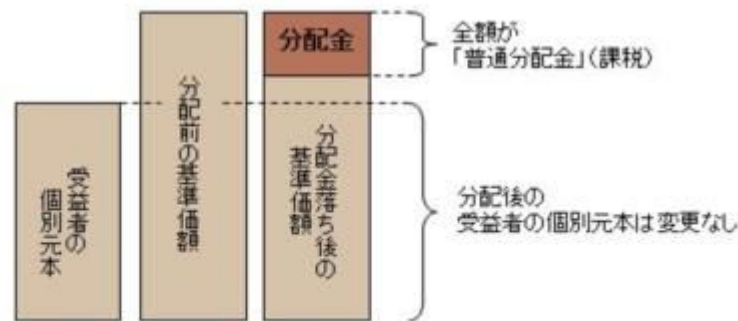 受益者の
個別元本
分配前の基準価額
分配金
分配金落ち後の
基準価額
全額が
「普通分配金」(課税)
分配後の
受益者の個別元本は変更なし